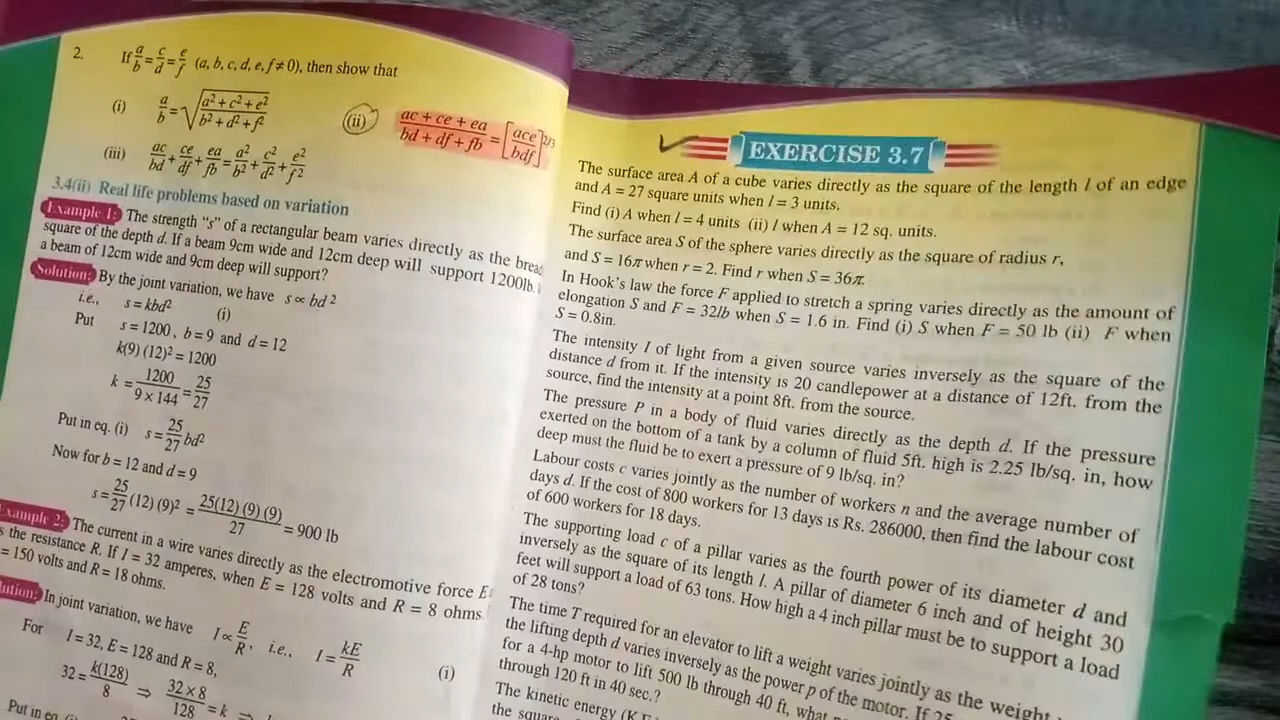 2. If a/b = c/d = e/f (a, b, c, d, e, f ≠ 0), then show that
(i) a/b = √((a² + c² + e²)/(b² + d² + f²)) (ii) (ac + ce + ea)/(bd + df + fb) = [ace/bdf]^2/3
(iii) ac/bd + ce/df + ea/fb = a²/b² + c²/d² + e²/f²
3.4(ii) Real life problems based on variation
Example 1: The strength “s” of a rectangular beam varies directly as the
square of the depth d. If a beam 9cm wide and 12cm deep will support 1200lb.
a beam of 12cm wide and 9cm deep will support?
Solution: By the joint variation, we have s ∝ bd²
i.e., s = kbd² (i)
Put s = 1200 , b = 9 and d = 12
k(9) (12)² = 1200
k = 1200/(9 × 144) = 25/27
Put in eq. (i) s = 25/27 bd²
Now for b = 12 and d = 9
s = 25/27 (12) (9)² = 25(12) (9) (9)/27 = 900 lb
Example 2: The current in a wire varies directly as the electromotive force E
the resistance R. If I = 32 amperes, when E = 128 volts and R = 8 ohms.
= 150 volts and R = 18 ohms.
In joint variation, we have I ∝ E/R, i.e., I = kE/R (i)
For I = 32, E = 128 and R = 8,
32 = k(128)/8 ⇒ (32 × 8)/128 = k ⇒
Put in eq.
EXERCISE 3.7
The surface area A of a cube varies directly as the square of the length l of an edge
and A = 27 square units when l = 3 units.
Find (i) A when l = 4 units (ii) l when A = 12 sq. units.
The surface area S of the sphere varies directly as the square of radius r,
and S = 16π when r = 2. Find r when S = 36π.
In Hook’s law the force F applied to stretch a spring varies directly as the amount of
elongation S and F = 32lb when S = 1.6 in. Find (i) S when F = 50 lb (ii) F when
S = 0.8in.
The intensity I of light from a given source varies inversely as the square of the
distance d from it. If the intensity is 20 candlepower at a distance of 12ft. from the
source, find the intensity at a point 8ft. from the source.
The pressure P in a body of fluid varies directly as the depth d. If the pressure
exerted on the bottom of a tank by a column of fluid 5ft. high is 2.25 lb/sq. in, how
deep must the fluid be to exert a pressure of 9 lb/sq. in?
Labour costs c varies jointly as the number of workers n and the average number of
days d. If the cost of 800 workers for 13 days is Rs. 286000, then find the labour cost
of 600 workers for 18 days.
The supporting load c of a pillar varies as the fourth power of its diameter d and
inversely as the square of its length l. A pillar of diameter 6 inch and of height 30
feet will support a load of 63 tons. How high a 4 inch pillar must be to support a load
of 28 tons?
The time T required for an elevator to lift a weight varies jointly as the weight
the lifting depth d varies inversely as the power p of the motor. If 25
for a 4-hp motor to lift 500 lb through 40 ft, what
through 120 ft in 40 sec.?
The kinetic energy
the square